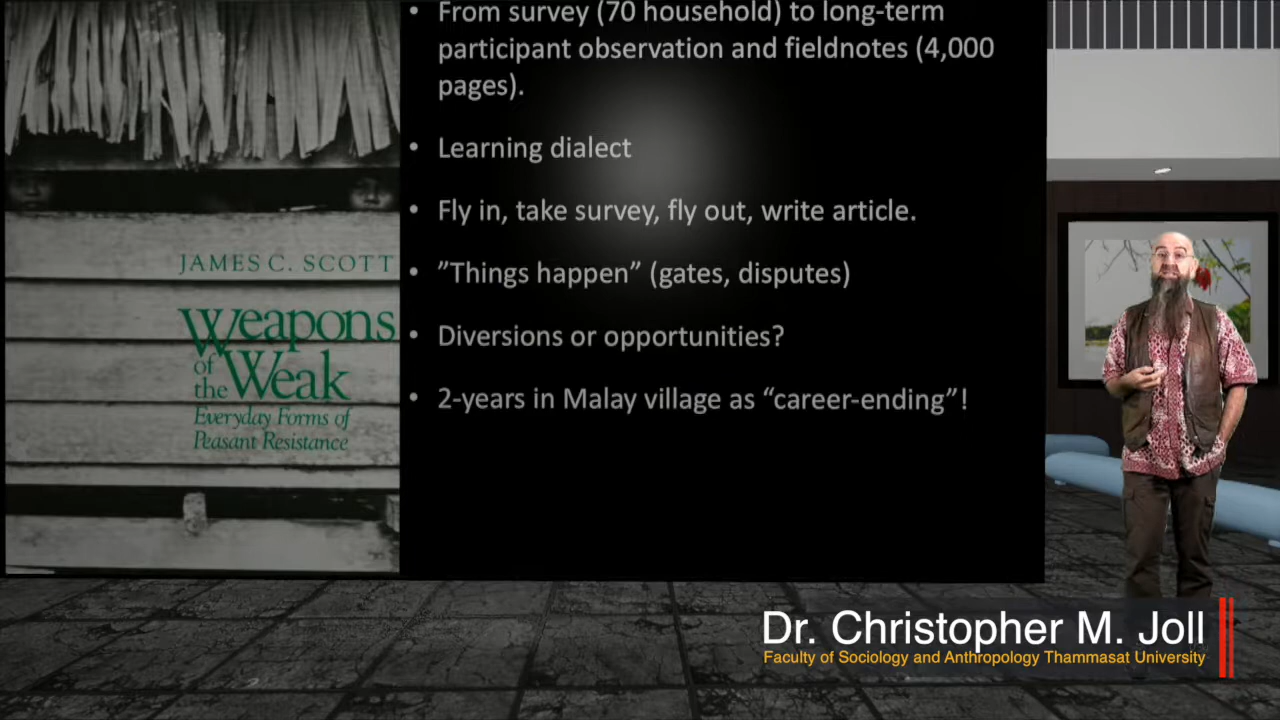 • From survey (70 household) to long-term
participant observation and fieldnotes (4,000
pages).
• Learning dialect
• Fly in, take survey, fly out, write article.
• ”Things happen” (gates, disputes)
• Diversions or opportunities?
• 2-years in Malay village as “career-ending”!
JAMES C. SCOTT
Weapons
of
the Weak
Everyday Forms of
Peasant Resistance
Dr. Christopher M. Joll
Faculty of Sociology and Anthropology Thammasat University